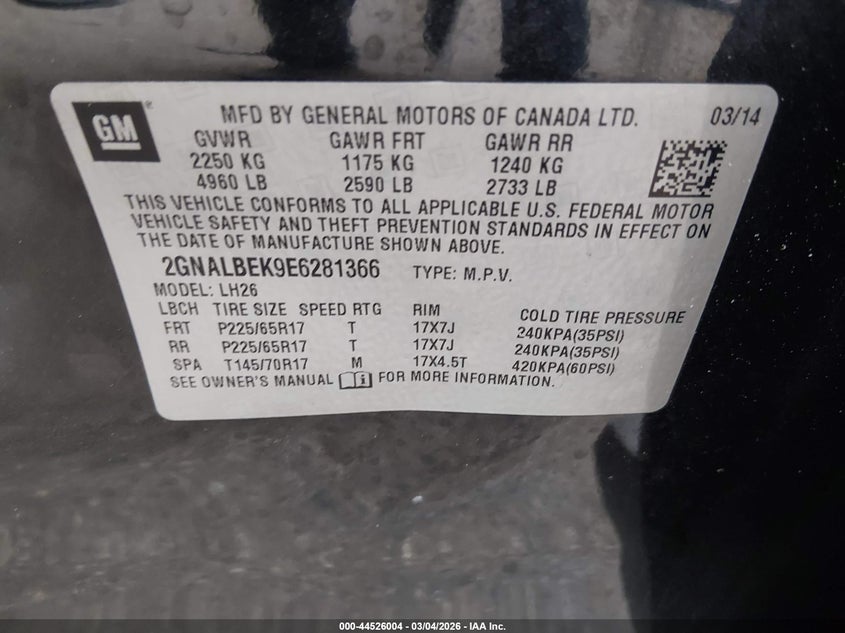 GM ® MFD BY GENERAL MOTORS OF CANADA LTD. 03/14
GVWR GAWR FRT GAWR RR
2250 KG 1175 KG 1240 KG
4960 LB 2590 LB 2733 LB
THIS VEHICLE CONFORMS TO ALL APPLICABLE U.S. FEDERAL MOTOR
VEHICLE SAFETY AND THEFT PREVENTION STANDARDS IN EFFECT ON
THE DATE OF MANUFACTURE SHOWN ABOVE.
2GNALBEK9E6281366 TYPE: M.P.V.
MODEL: LH26
LBCH TIRE SIZE SPEED RTG RIM COLD TIRE PRESSURE
FRT P225/65R17 T 17X7J 240KPA(35PSI)
RR P225/65R17 T 17X7J 240KPA(35PSI)
SPA T145/70R17 M 17X4.5T 420KPA(60PSI)
SEE OWNER'S MANUAL FOR MORE INFORMATION.
000-44526004 - 03/04/2026 - IAA Inc.